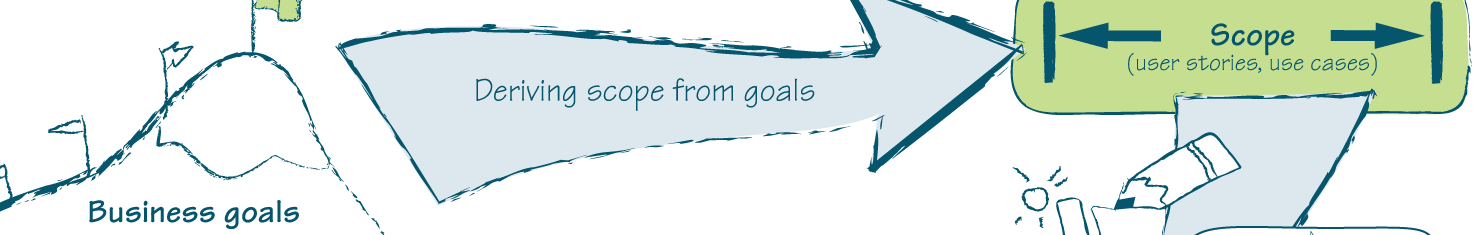 Scope
(user stories, use cases)
Deriving scope from goals
Business goals